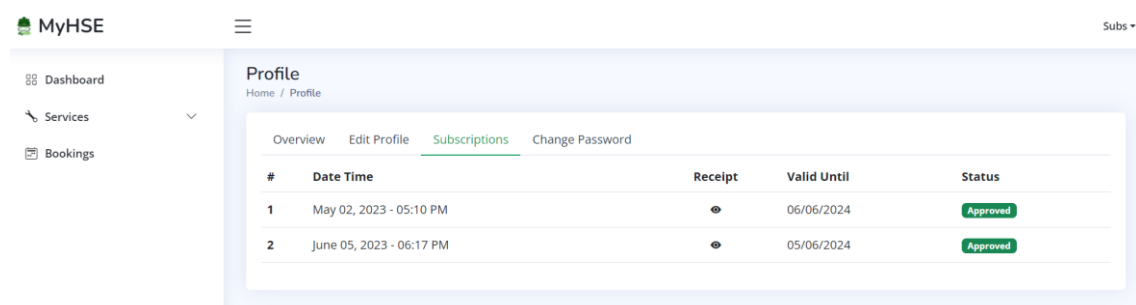 MyHSE
Subs
Dashboard
Services
Bookings
Profile
Home / Profile
Overview Edit Profile Subscriptions Change Password
# Date Time Receipt Valid Until Status
1 May 02, 2023 - 05:10 PM 06/06/2024 Approved
2 June 05, 2023 - 06:17 PM 05/06/2024 Approved